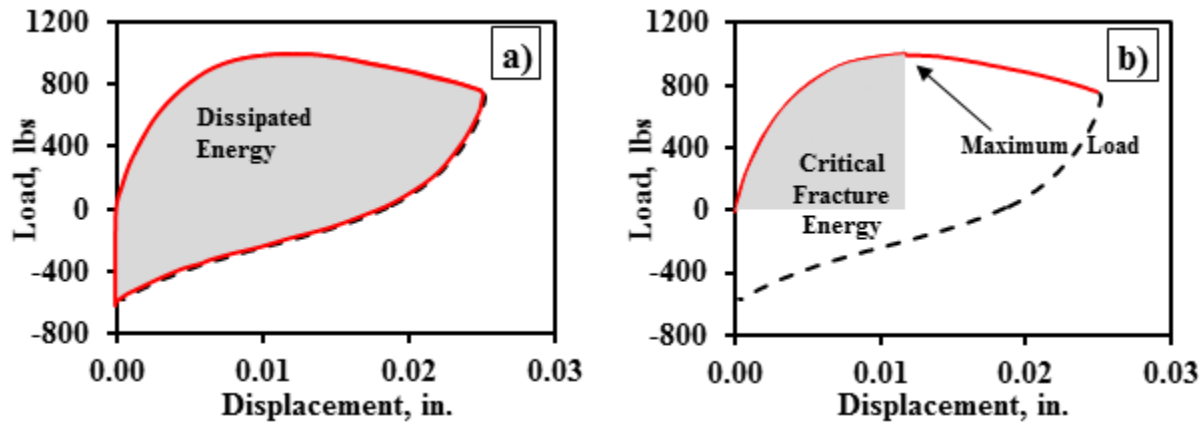 1200
800
400
0
-400
-800
Load, lbs
a)
Dissipated
Energy
0.00 0.01 0.02 0.03
Displacement, in.
1200
800
400
0
-400
-800
Load, lbs
b)
Maximum Load
Critical
Fracture
Energy
0.00 0.01 0.02 0.03
Displacement, in.